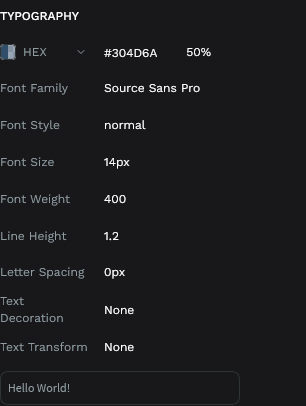 TYPOGRAPHY
HEX #304D6A 50%
Font Family Source Sans Pro
Font Style normal
Font Size 14px
Font Weight 400
Line Height 1.2
Letter Spacing 0px
Text
Decoration None
Text Transform None
Hello World!